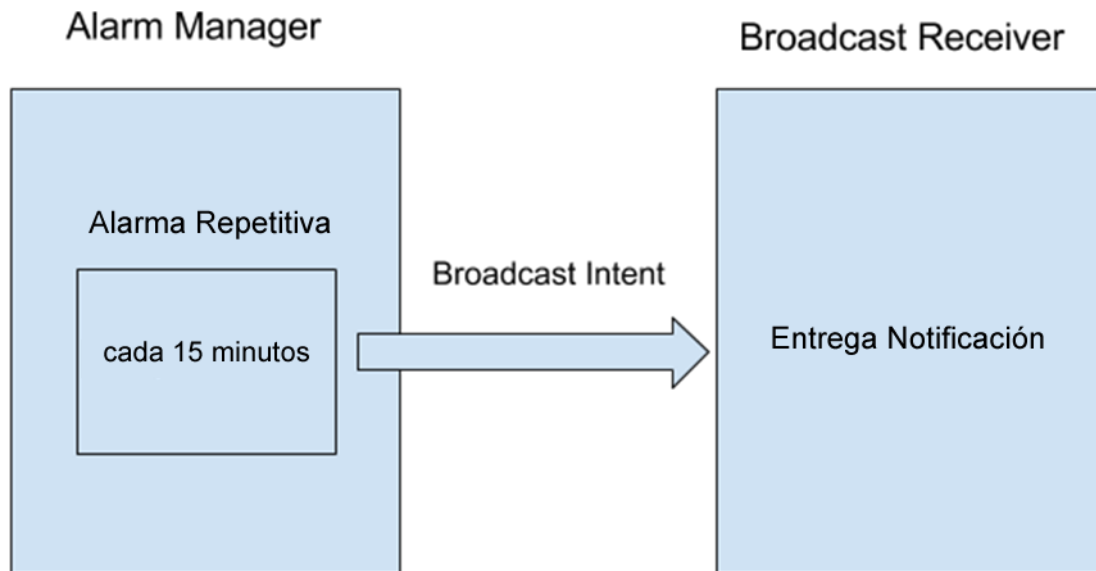 Alarm Manager
Broadcast Receiver
Alarma Repetitiva
cada 15 minutos
Broadcast Intent
Entrega Notificación